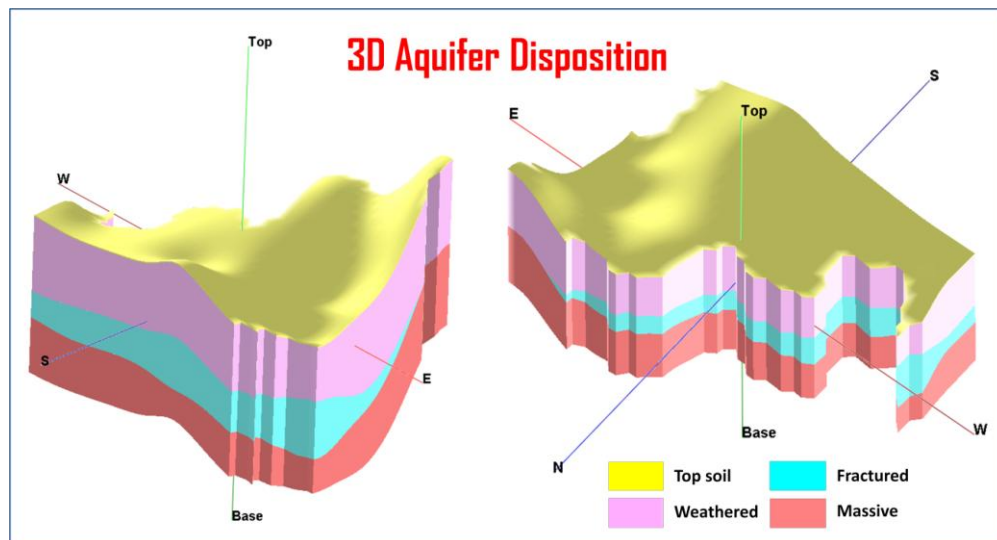 3D Aquifer Disposition
Top
W
S
E
Base
E
S
Top
N
Base
W
Top soil
Fractured
Weathered
Massive